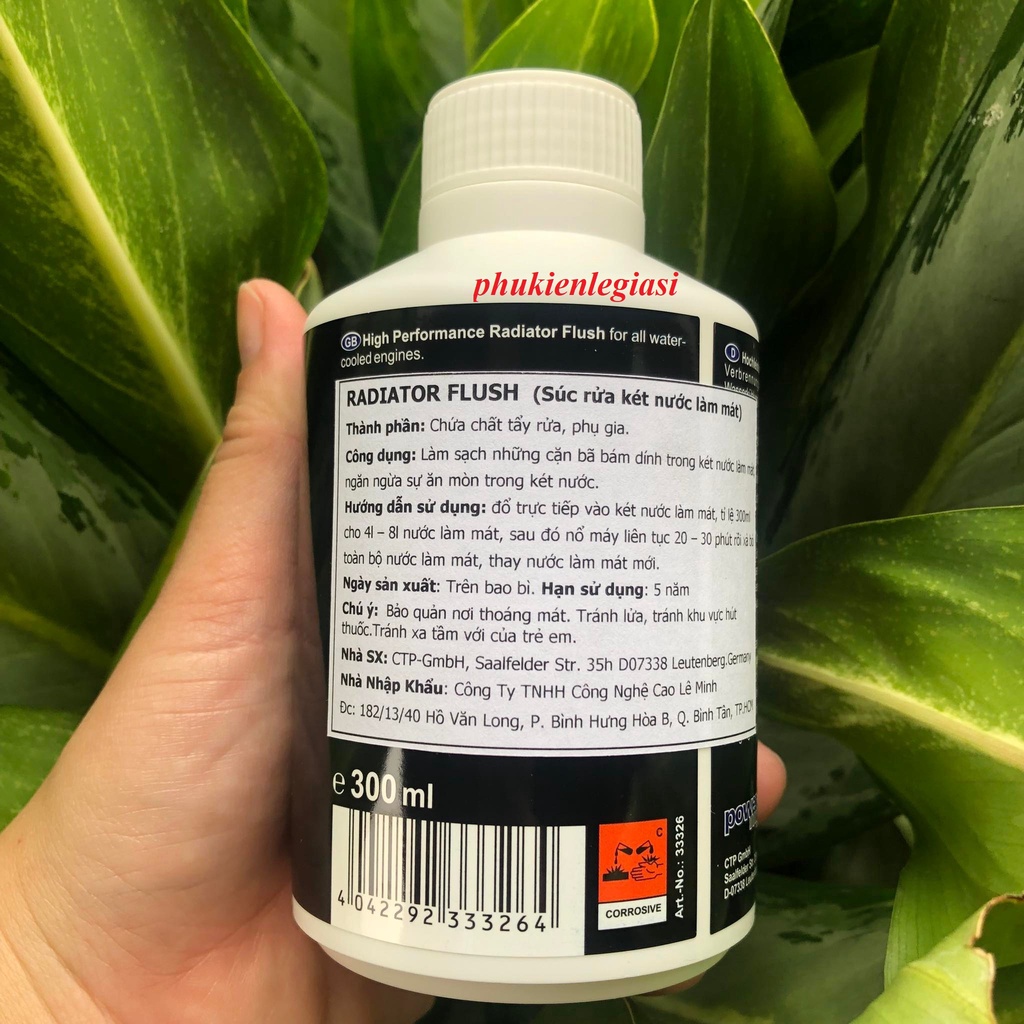 phukienlegiasi
GB High Performance Radiator Flush for all water-
cooled engines.
D
Verbrennun
RADIATOR FLUSH (Súc rửa két nước làm mát)
Thành phần: Chứa chất tẩy rửa, phụ gia.
Công dụng: Làm sạch những cặn bã bám dính trong két nước làm mát,
ngăn ngừa sự ăn mòn trong két nước.
Hướng dẫn sử dụng: đổ trực tiếp vào két nước làm mát, tỉ lệ 300ml
cho 4l – 8l nước làm mát, sau đó nổ máy liên tục 20 – 30 phút rồi xả bỏ
toàn bộ nước làm mát, thay nước làm mát mới.
Ngày sản xuất: Trên bao bì. Hạn sử dụng: 5 năm
Chú ý: Bảo quản nơi thoáng mát. Tránh lửa, tránh khu vực hút
thuốc.Tránh xa tầm với của trẻ em.
Nhà SX: CTP-GmbH, Saalfelder Str. 35h D07338 Leutenberg.Germany
Nhà Nhập Khẩu: Công Ty TNHH Công Nghệ Cao Lê Minh
Đc: 182/13/40 Hồ Văn Long, P. Bình Hưng Hòa B, Q. Bình Tân, TP.HCM
e 300 ml
4 042292 333264
C
CORROSIVE
Art.-No.: 33326
power
CTP GmbH
Saalfelder St
D-07338 Leut